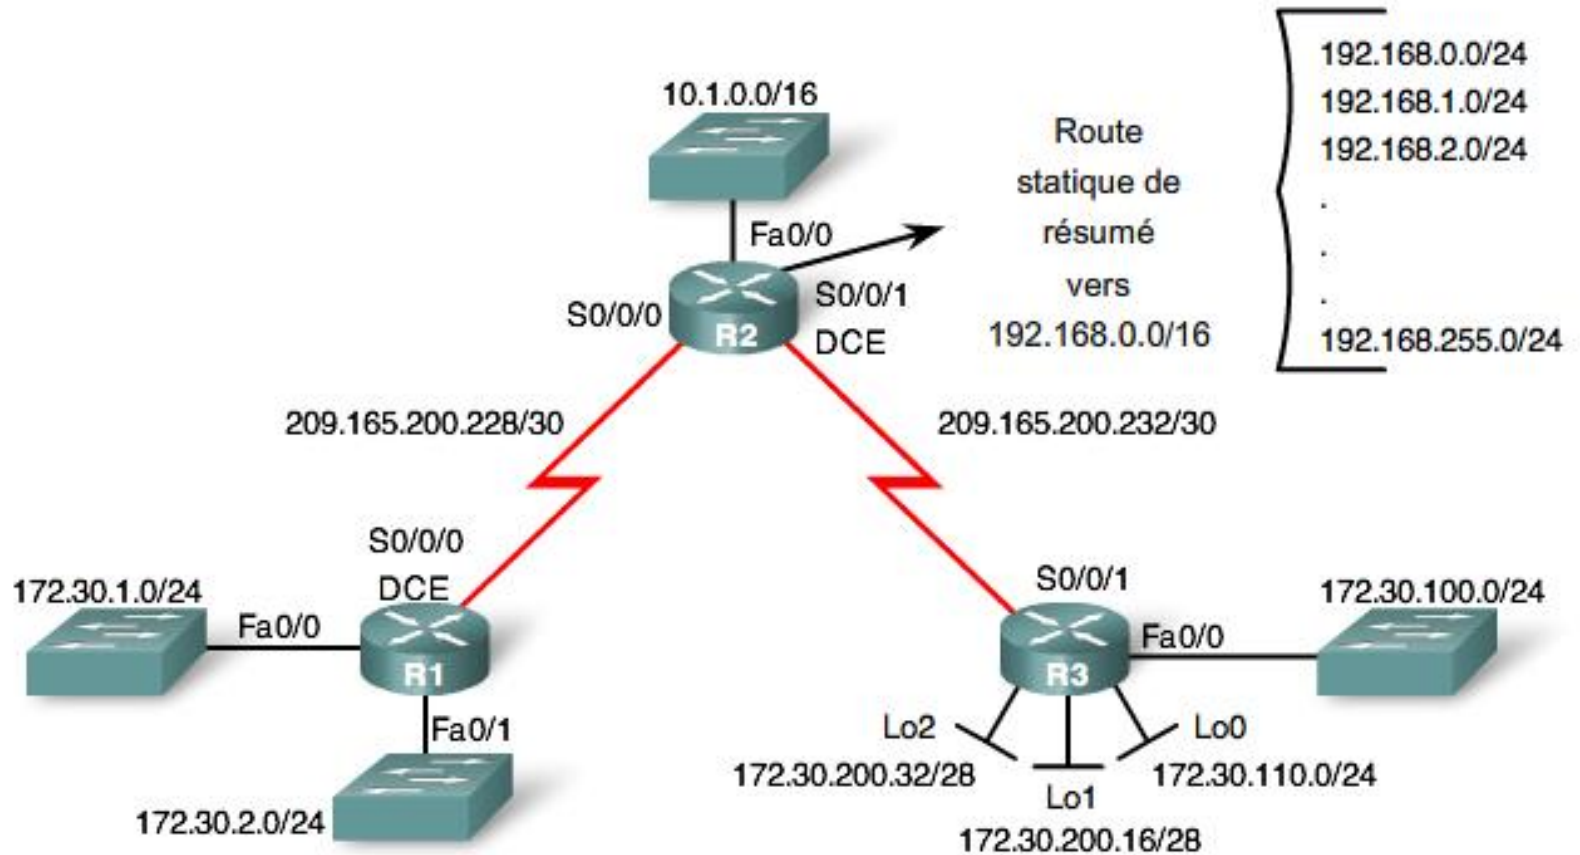 192.168.0.0/24
192.168.1.0/24
192.168.2.0/24
.
.
.
192.168.255.0/24
Route
statique de
résumé
vers
192.168.0.0/16
10.1.0.0/16
Fa0/0
S0/0/0
R2
S0/0/1
DCE
209.165.200.228/30
209.165.200.232/30
S0/0/0
DCE
172.30.1.0/24
Fa0/0
R1
Fa0/1
172.30.2.0/24
S0/0/1
172.30.100.0/24
Fa0/0
R3
Lo2
Lo0
172.30.200.32/28
172.30.110.0/24
Lo1
172.30.200.16/28